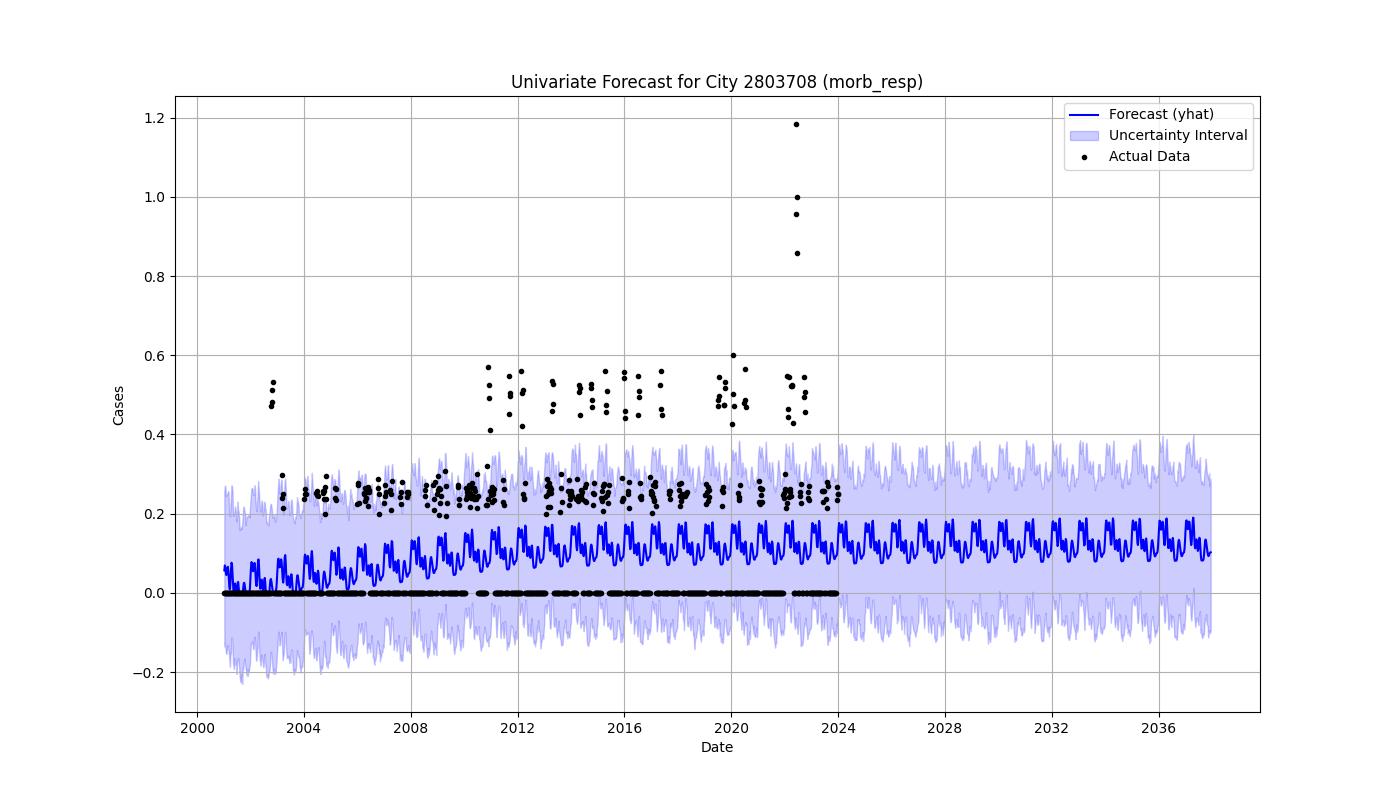 Univariate Forecast for City 2803708 (morb_resp)
Forecast (yhat)
Uncertainty Interval
Actual Data
Cases
1.2
1.0
0.8
0.6
0.4
0.2
0.0
−0.2
2000 2004 2008 2012 2016 2020 2024 2028 2032 2036
Date